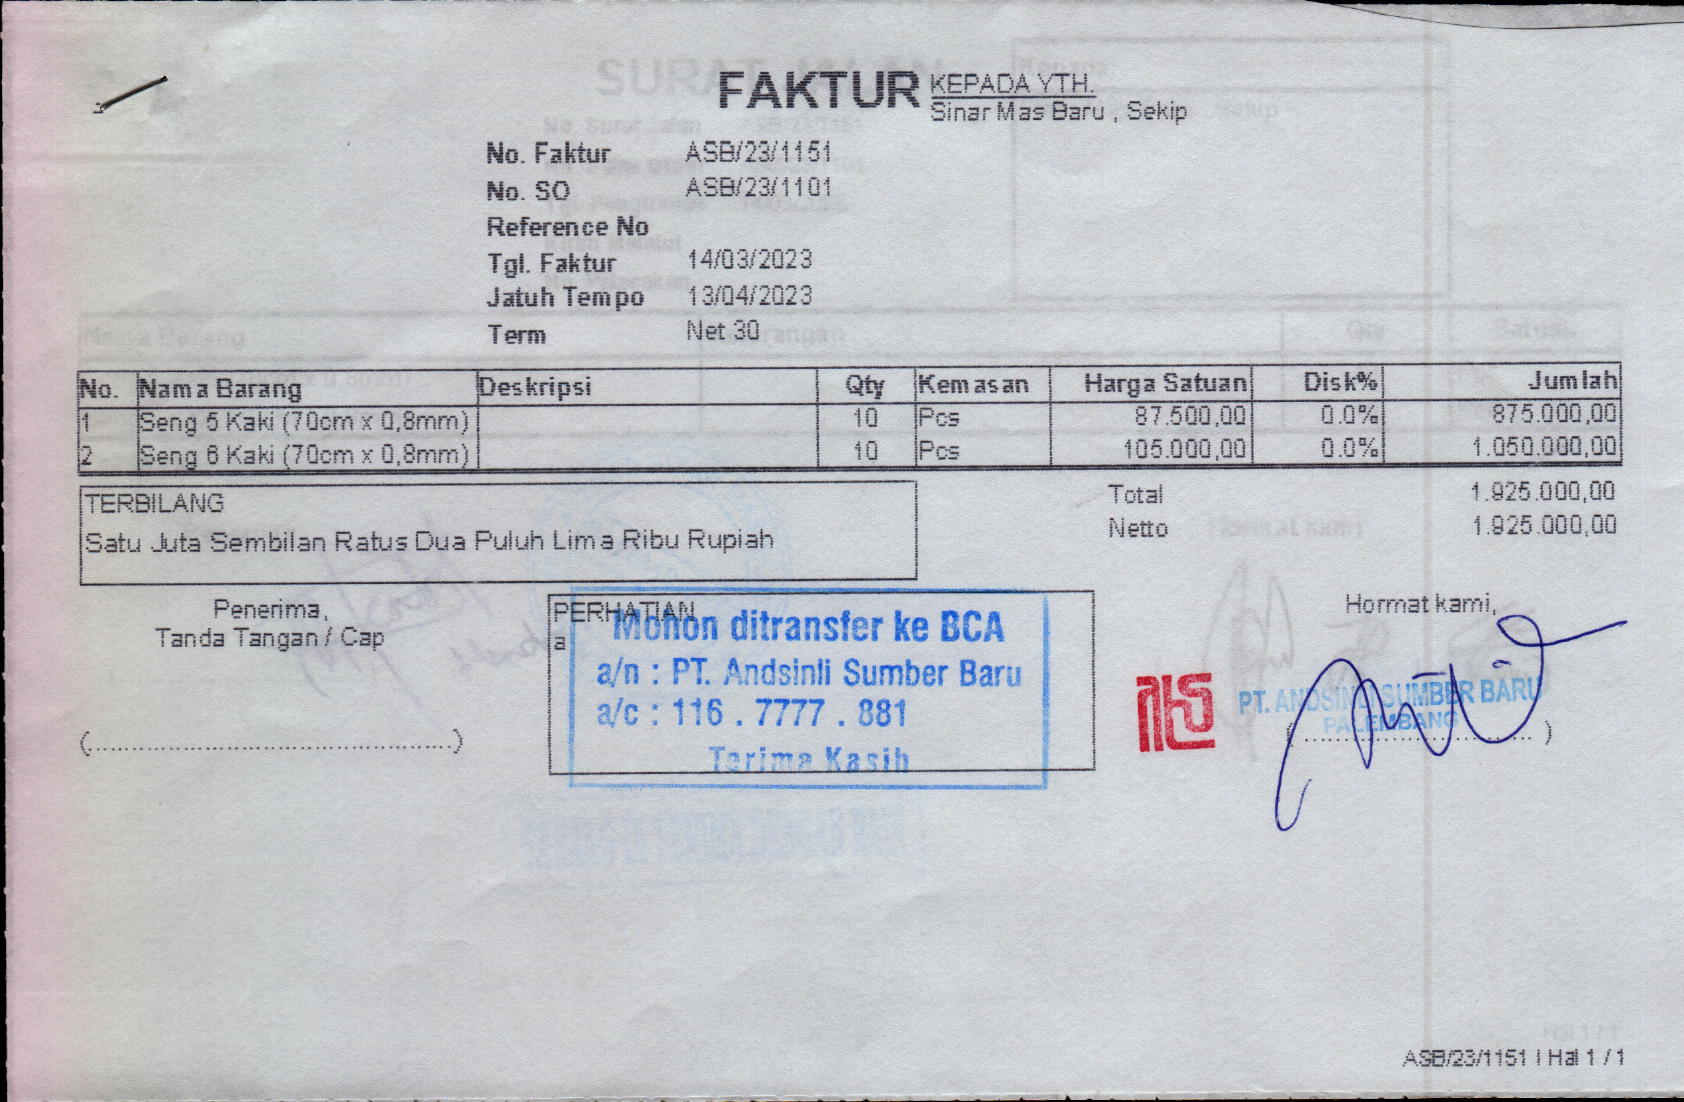 FAKTUR
KEPADA YTH.
Sinar Mas Baru , Sekip
No. Faktur ASB/23/1151
No. SO ASB/23/1101
Reference No
Tgl. Faktur 14/03/2023
Jatuh Tempo 13/04/2023
Term Net 30
No. Nama Barang Deskripsi Qty Kemasan Harga Satuan Disk% Jumlah
1 Seng 5 Kaki (70cm x 0,8mm) 10 Pcs 87.500,00 0.0% 875.000,00
2 Seng 6 Kaki (70cm x 0,8mm) 10 Pcs 105.000,00 0.0% 1.050.000,00
TERBILANG
Satu Juta Sembilan Ratus Dua Puluh Lima Ribu Rupiah
Total 1.925.000,00
Netto 1.925.000,00
Penerima,
Tanda Tangan / Cap
(............................................)
PERHATIAN
a
Mohon ditransfer ke BCA
a/n : PT. Andsinli Sumber Baru
a/c : 116 . 7777 . 881
Terima Kasih
Hormat kami,
PT. ANDSINLI SUMBER BARU
PALEMBANG
(................................)
ASB/23/1151 | Hal 1 / 1